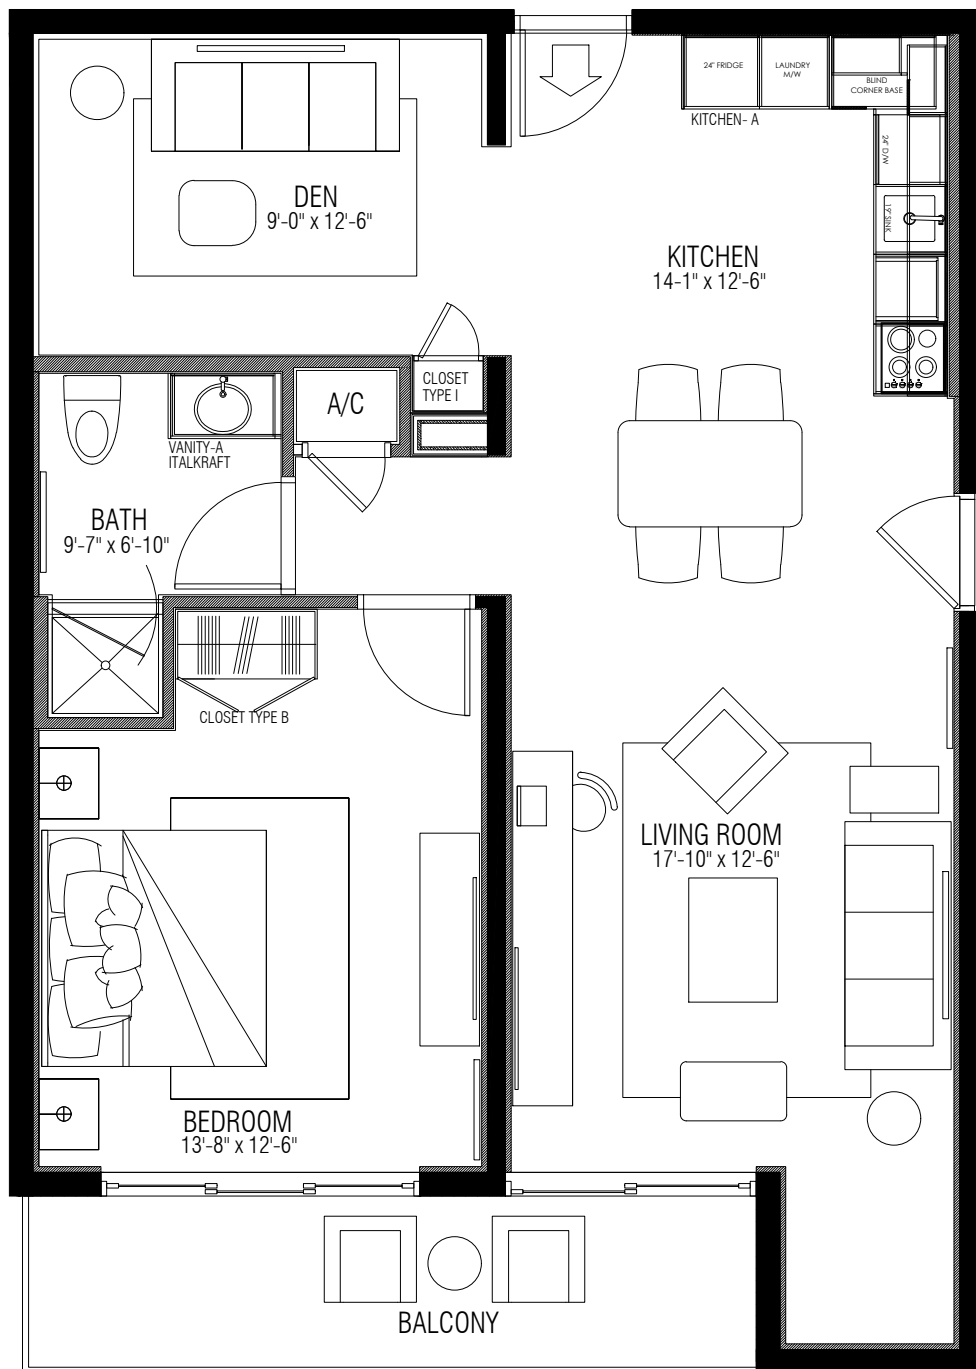 24" FRIDGE
LAUNDRY
M/W
BLIND
CORNER BASE
KITCHEN- A
24" D/W
19" SINK
DEN
9'-0" x 12'-6"
KITCHEN
14-1" x 12'-6"
CLOSET
TYPE I
A/C
VANITY-A
ITALKRAFT
BATH
9'-7" x 6'-10"
CLOSET TYPE B
LIVING ROOM
17'-10" x 12'-6"
BEDROOM
13'-8" x 12'-6"
BALCONY